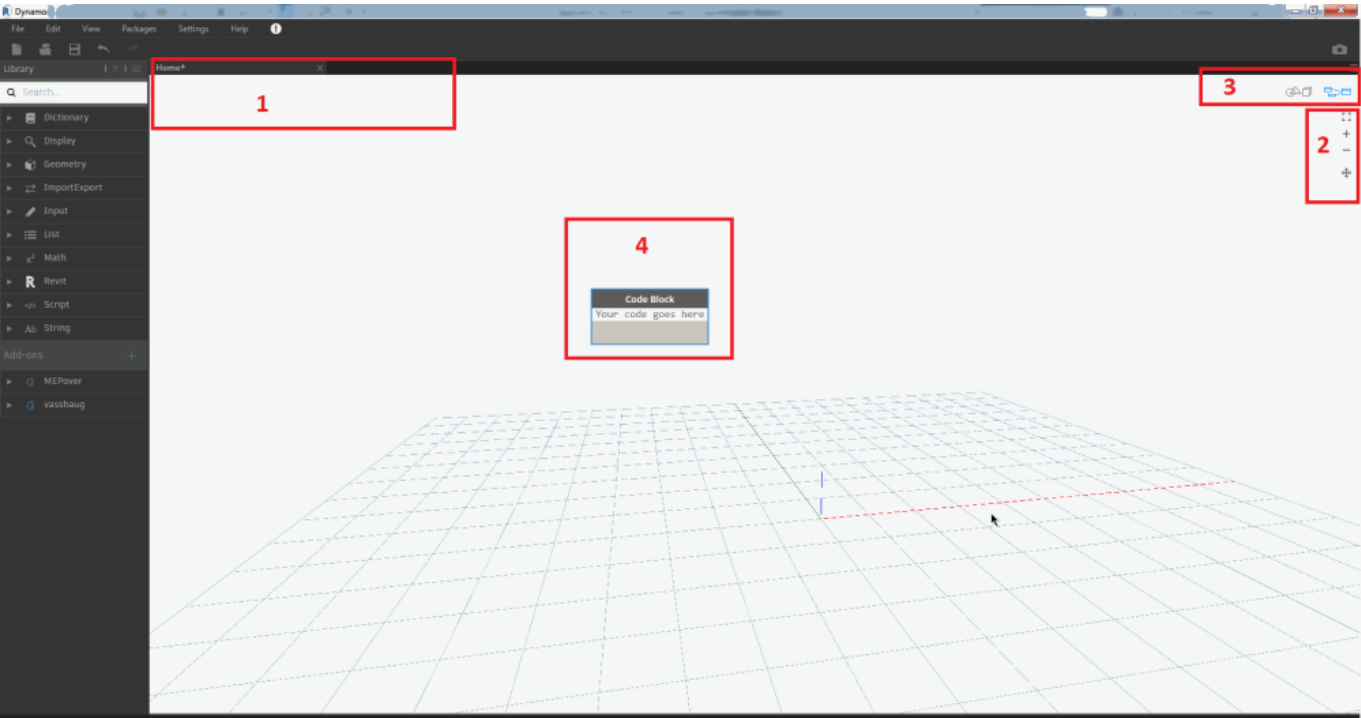 Dynamo
File Edit View Packages Settings Help
Library
Home*
Search...
1
3
2
4
Dictionary
Display
Geometry
ImportExport
Input
List
Math
Revit
Script
String
Code Block
Your code goes here
Add-ons
MEPover
vasshaug